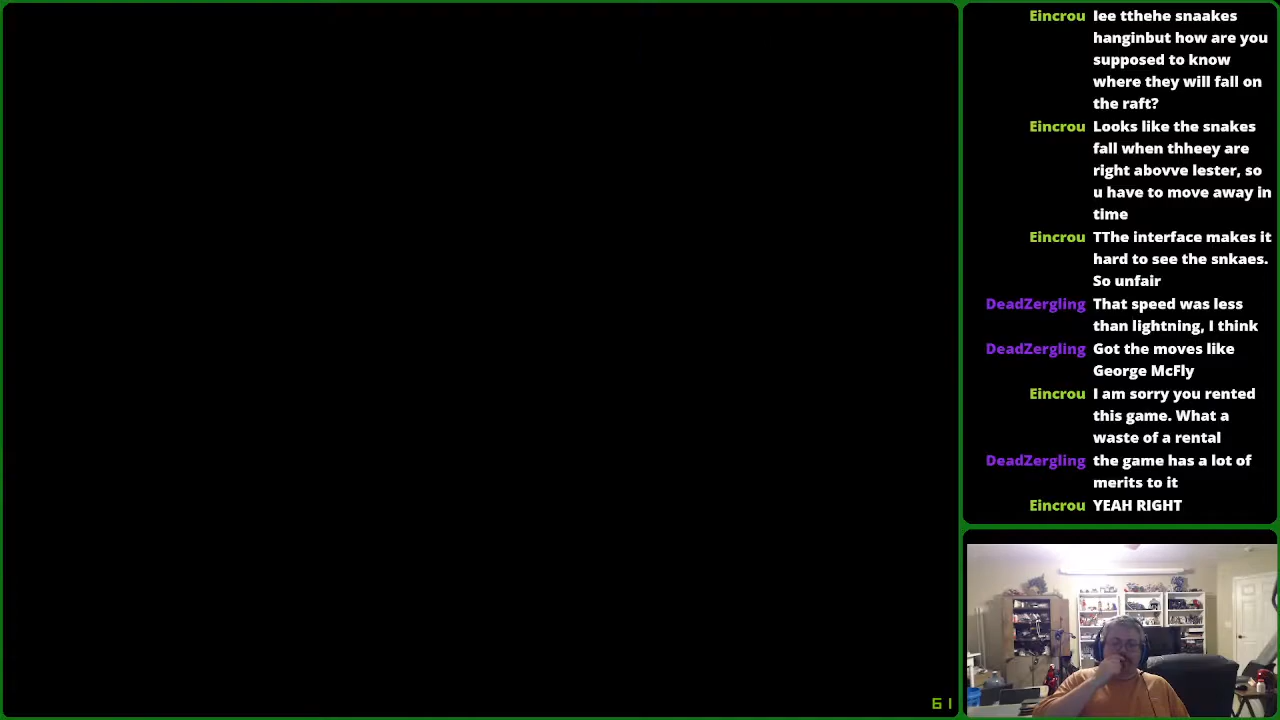 Eincrou Iee tthehe snaakes
hanginbut how are you
supposed to know
where they will fall on
the raft?
Eincrou Looks like the snakes
fall when thheey are
right abovve lester, so
u have to move away in
time
Eincrou TThe interface makes it
hard to see the snkaes.
So unfair
DeadZergling That speed was less
than lightning, I think
DeadZergling Got the moves like
George McFly
Eincrou I am sorry you rented
this game. What a
waste of a rental
DeadZergling the game has a lot of
merits to it
Eincrou YEAH RIGHT
61